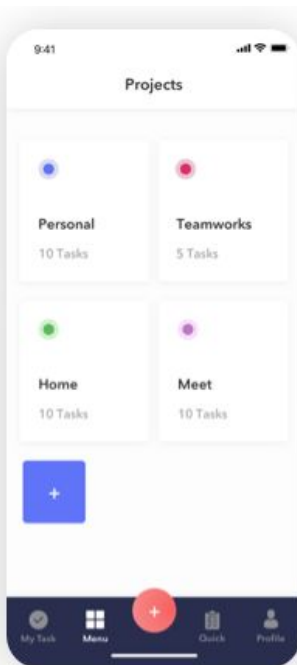 9:41
Projects
Personal
10 Tasks
Teamworks
5 Tasks
Home
10 Tasks
Meet
10 Tasks
+
+
My Task
Menu
Quick
Profile